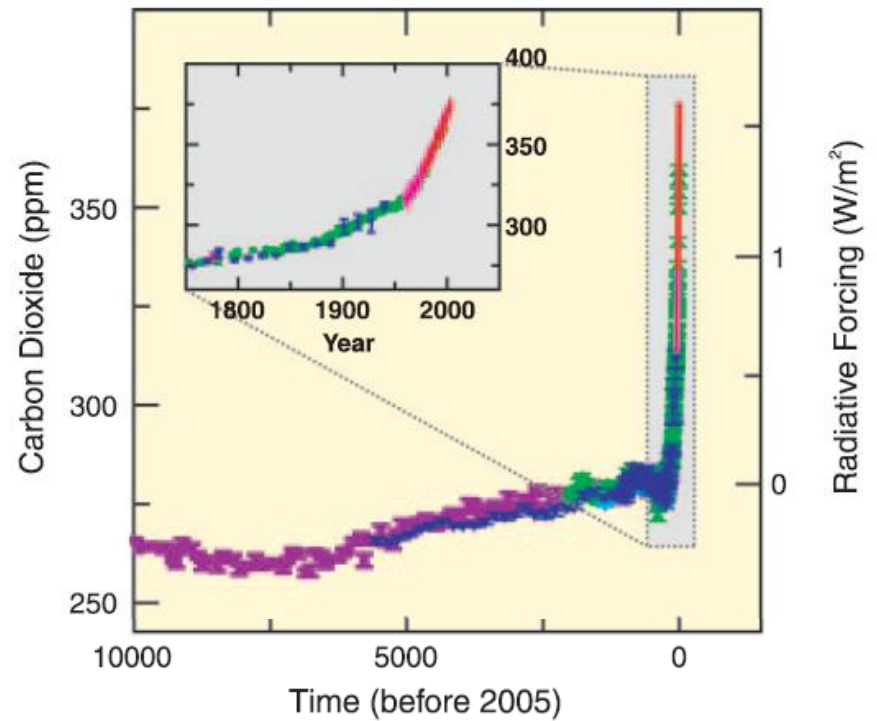 400
350
300
1800 1900 2000
Year
Carbon Dioxide (ppm)
350
300
250
Radiative Forcing (W/m²)
1
0
10000 5000 0
Time (before 2005)